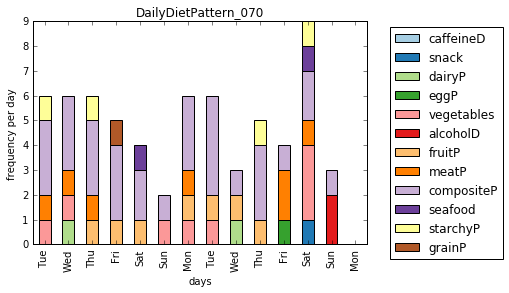 DailyDietPattern_070
frequency per day
9
8
7
6
5
4
3
2
1
0
Tue Wed Thu Fri Sat Sun Mon Tue Wed Thu Fri Sat Sun Mon
days
caffeineD
snack
dairyP
eggP
vegetables
alcoholD
fruitP
meatP
compositeP
seafood
starchyP
grainP